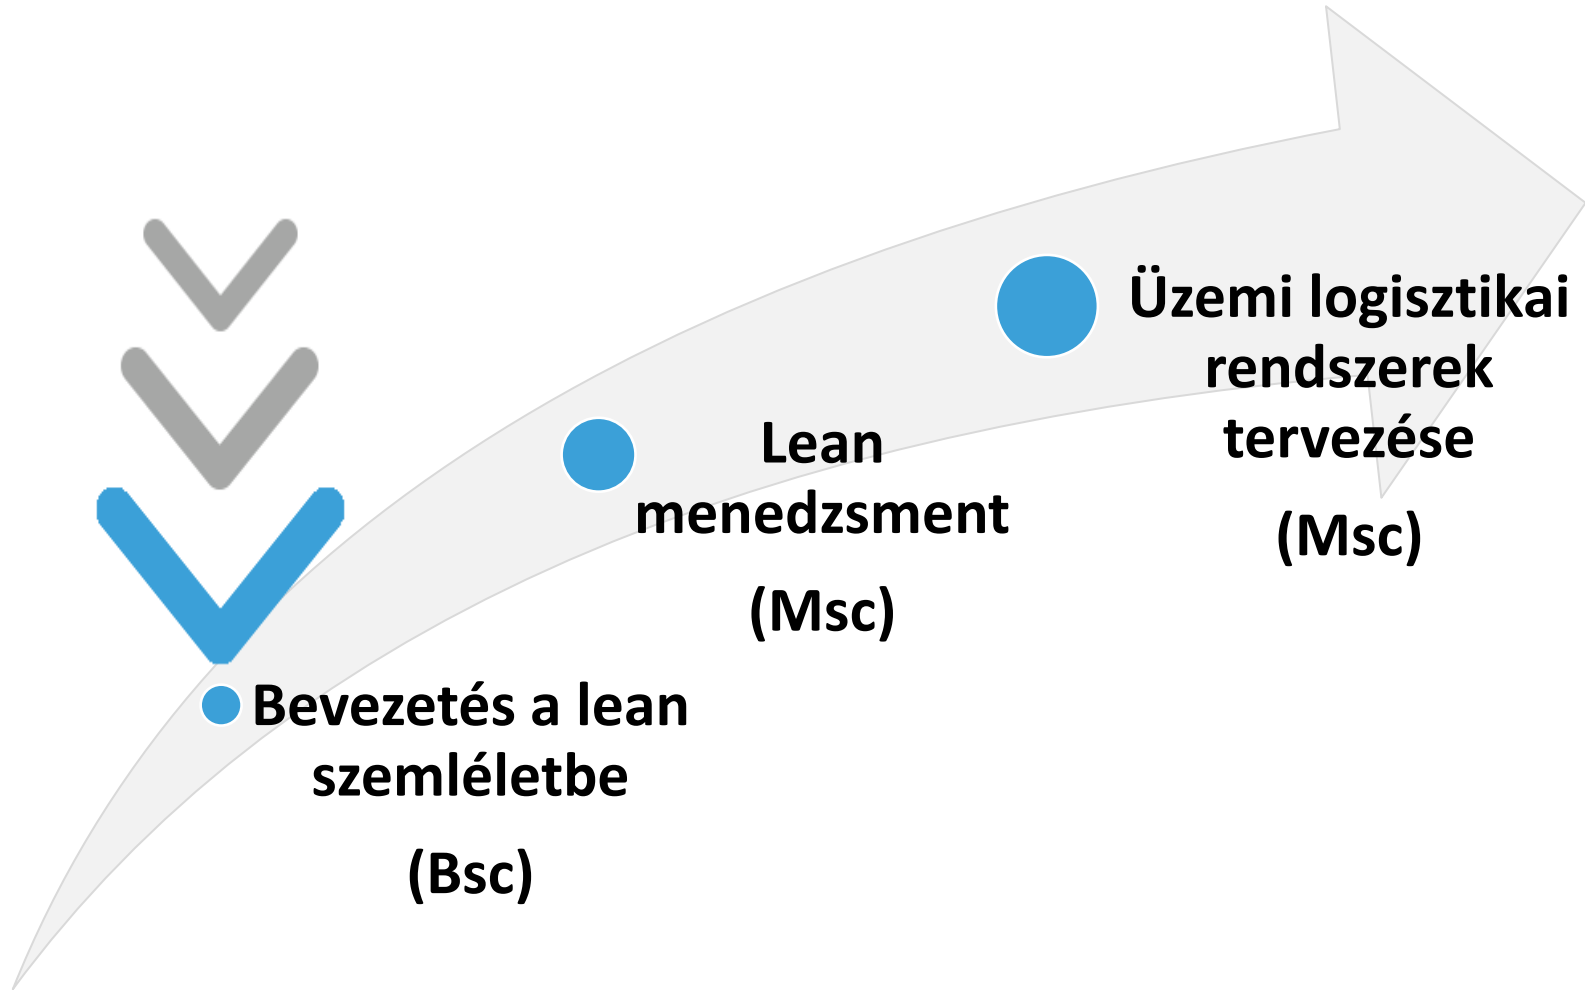 Bevezetés a lean
szemléletbe
(Bsc)
Lean
menedzsment
(Msc)
Üzemi logisztikai
rendszerek
tervezése
(Msc)